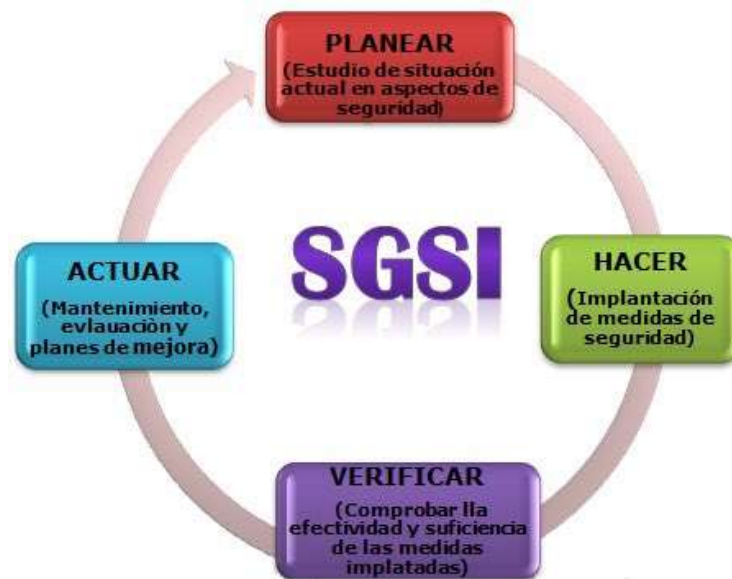 PLANEAR
(Estudio de situación
actual en aspectos de
seguridad)
SGSI
HACER
(Implantación
de medidas de
seguridad)
ACTUAR
(Mantenimiento,
evlauaciòn y
planes de mejora)
VERIFICAR
(Comprobar lla
efectividad y suficiencia
de las medidas
implatadas)